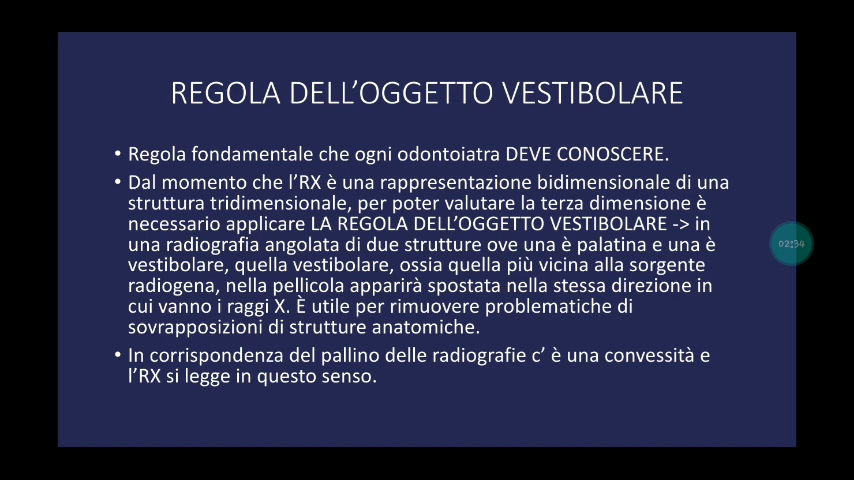 REGOLA DELL’OGGETTO VESTIBOLARE
• Regola fondamentale che ogni odontoiatra DEVE CONOSCERE.
• Dal momento che l’RX è una rappresentazione bidimensionale di una
struttura tridimensionale, per poter valutare la terza dimensione è
necessario applicare LA REGOLA DELL’OGGETTO VESTIBOLARE -> in
una radiografia angolata di due strutture ove una è palatina e una è
vestibolare, quella vestibolare, ossia quella più vicina alla sorgente
radiogena, nella pellicola apparirà spostata nella stessa direzione in
cui vanno i raggi X. È utile per rimuovere problematiche di
sovrapposizioni di strutture anatomiche.
• In corrispondenza del pallino delle radiografie c’ è una convessità e
l’RX si legge in questo senso.
02:34